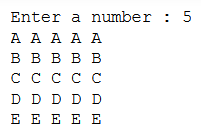 Enter a number : 5
A A A A A
B B B B B
C C C C C
D D D D D
E E E E E